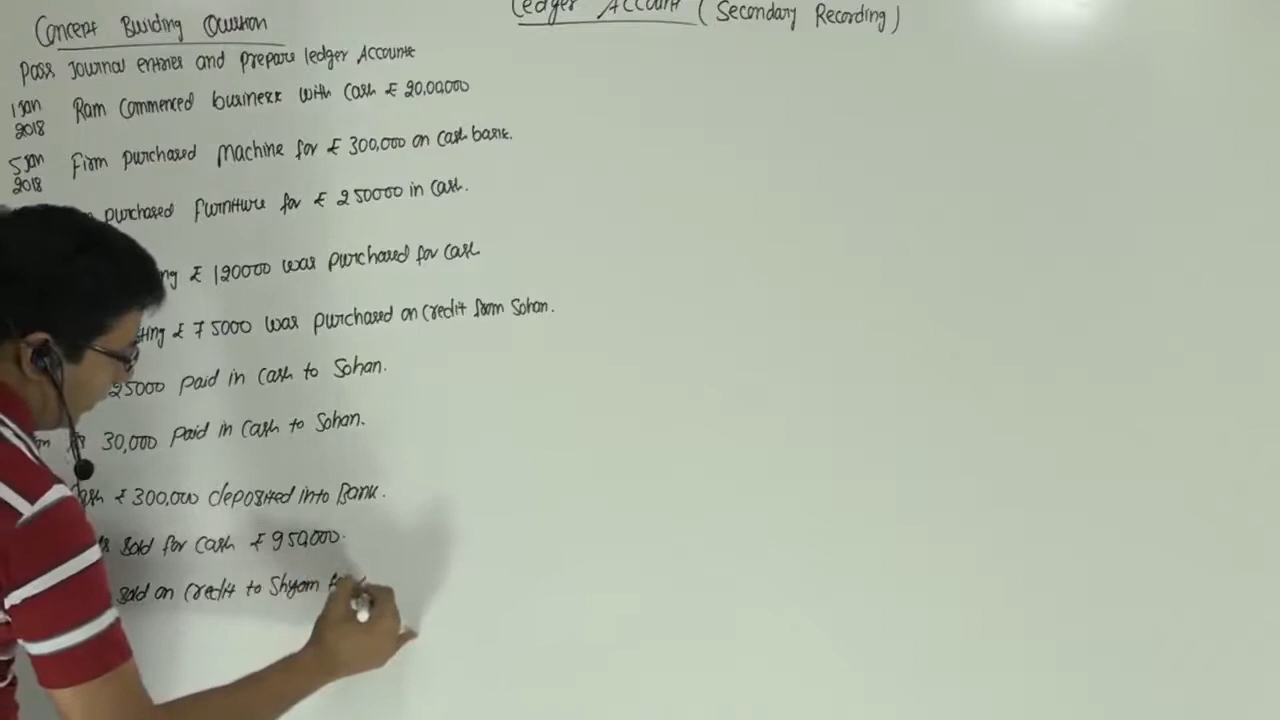 Concept Building Question
Ledger Account (Secondary Recording)
Pass Journal entries and prepare ledger Accounts
1 Jan 2018 Ram Commenced business with cash ₹ 20,00,000
5 Jan 2018 Firm purchased Machine for ₹ 300,000 on cash bank.
purchased Furniture for ₹ 250000 in cash.
₹ 120000 was purchased for cash
₹ 75000 was purchased on credit from Sohan.
25000 paid in cash to Sohan.
30,000 paid in cash to Sohan.
Cash ₹ 300,000 deposited into Bank.
sold for cash ₹ 950,000.
sold on credit to Shyam